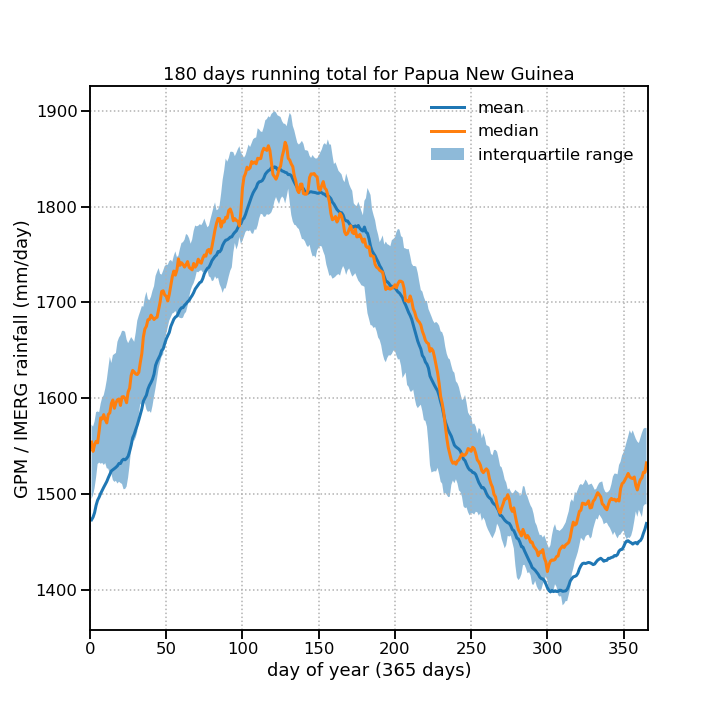 180 days running total for Papua New Guinea
mean
median
interquartile range
GPM / IMERG rainfall (mm/day)
1900
1800
1700
1600
1500
1400
0 50 100 150 200 250 300 350
day of year (365 days)